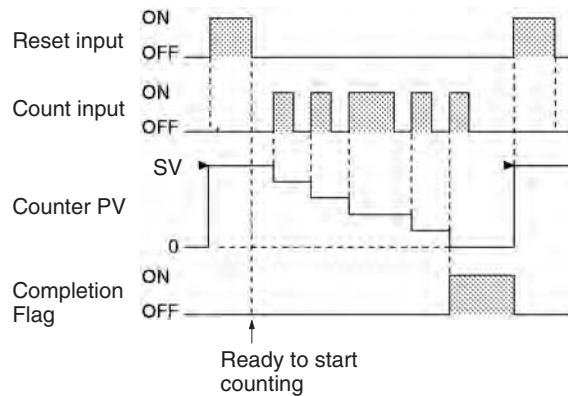 ON
Reset input
OFF
ON
Count input
OFF
SV
Counter PV
0
ON
Completion
Flag
OFF
Ready to start
counting